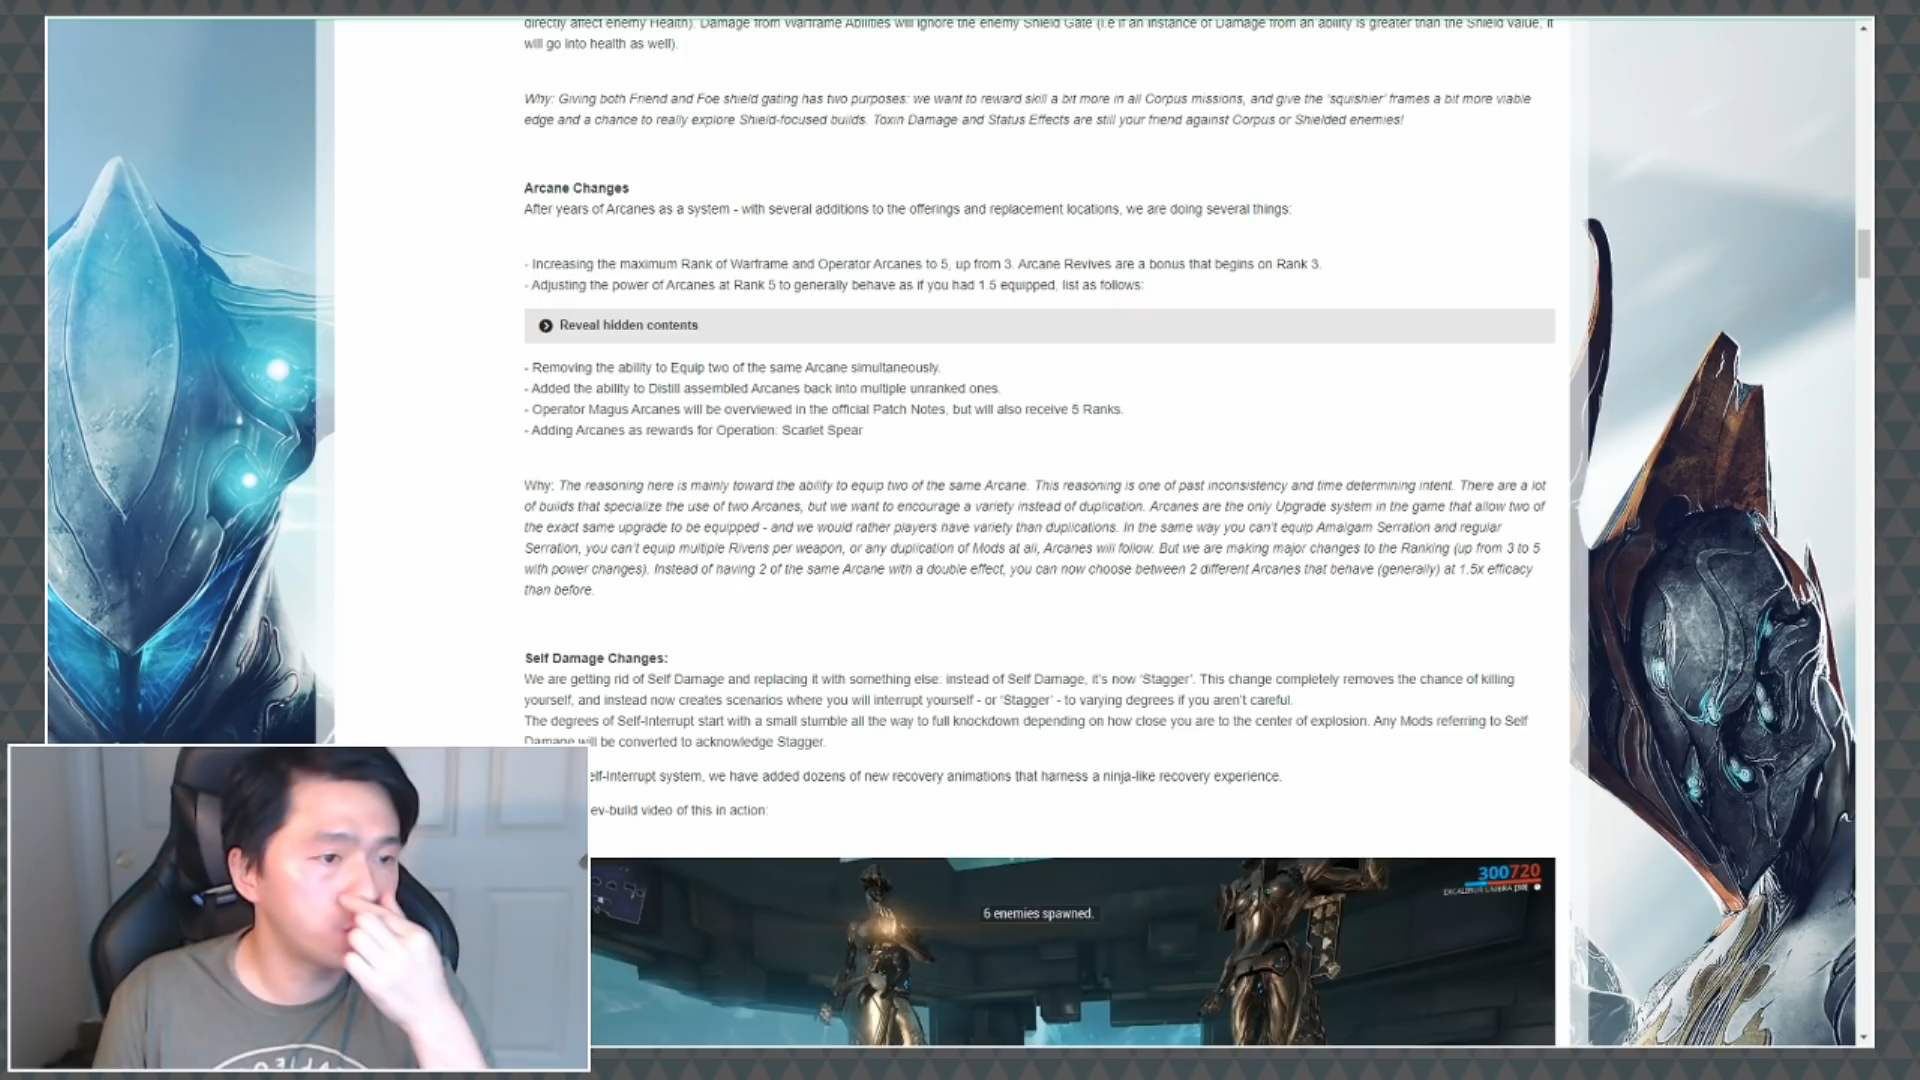 directly affect enemy Health). Damage from Warframe Abilities will ignore the enemy Shield Gate (i.e if an instance of Damage from an ability is greater than the Shield value, it
will go into health as well).
Why: Giving both Friend and Foe shield gating has two purposes: we want to reward skill a bit more in all Corpus missions, and give the 'squishier' frames a bit more viable
edge and a chance to really explore Shield-focused builds. Toxin Damage and Status Effects are still your friend against Corpus or Shielded enemies!
Arcane Changes
After years of Arcanes as a system - with several additions to the offerings and replacement locations, we are doing several things:
- Increasing the maximum Rank of Warframe and Operator Arcanes to 5, up from 3. Arcane Revives are a bonus that begins on Rank 3.
- Adjusting the power of Arcanes at Rank 5 to generally behave as if you had 1.5 equipped, list as follows:
Reveal hidden contents
- Removing the ability to Equip two of the same Arcane simultaneously.
- Added the ability to Distill assembled Arcanes back into multiple unranked ones.
- Operator Magus Arcanes will be overviewed in the official Patch Notes, but will also receive 5 Ranks.
- Adding Arcanes as rewards for Operation: Scarlet Spear
Why: The reasoning here is mainly toward the ability to equip two of the same Arcane. This reasoning is one of past inconsistency and time determining intent. There are a lot
of builds that specialize the use of two Arcanes, but we want to encourage a variety instead of duplication. Arcanes are the only Upgrade system in the game that allow two of
the exact same upgrade to be equipped - and we would rather players have variety than duplications. In the same way you can't equip Amalgam Serration and regular
Serration, you can't equip multiple Rivens per weapon, or any duplication of Mods at all, Arcanes will follow. But we are making major changes to the Ranking (up from 3 to 5
with power changes). Instead of having 2 of the same Arcane with a double effect, you can now choose between 2 different Arcanes that behave (generally) at 1.5x efficacy
than before.
Self Damage Changes:
We are getting rid of Self Damage and replacing it with something else: instead of Self Damage, it's now 'Stagger'. This change completely removes the chance of killing
yourself, and instead now creates scenarios where you will interrupt yourself - or 'Stagger' - to varying degrees if you aren't careful.
The degrees of Self-Interrupt start with a small stumble all the way to full knockdown depending on how close you are to the center of explosion. Any Mods referring to Self
Damage will be converted to acknowledge Stagger.
elf-Interrupt system, we have added dozens of new recovery animations that harness a ninja-like recovery experience.
ev-build video of this in action:
300 720
EXCALIBUR UMBRA [30]
6 enemies spawned.